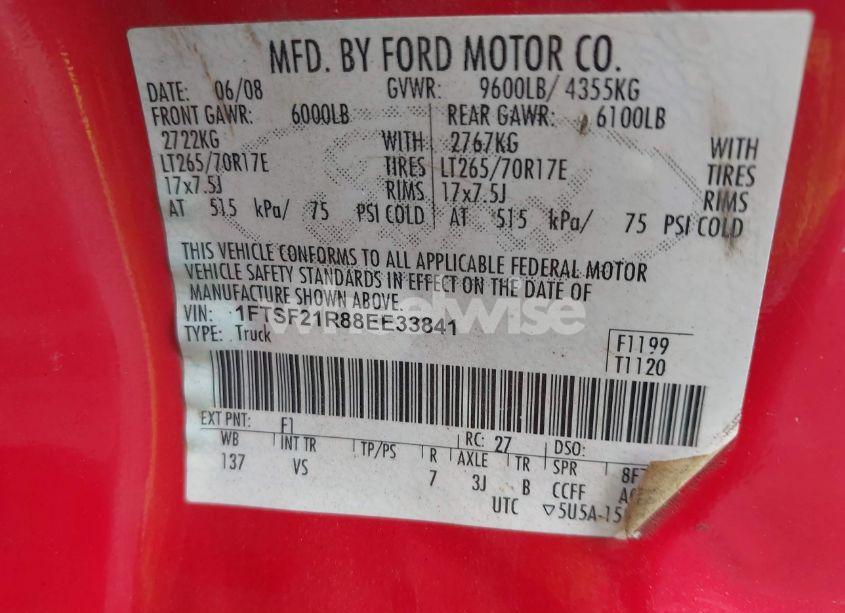 MFD. BY FORD MOTOR CO.
DATE: 06/08 GVWR: 9600LB/ 4355KG
FRONT GAWR: 6000LB REAR GAWR: 6100LB
2722KG WITH 2767KG WITH
LT265/70R17E TIRES LT265/70R17E TIRES
17x7.5J RIMS 17x7.5J RIMS
AT 515 kPa/ 75 PSI COLD AT 515 kPa/ 75 PSI COLD
THIS VEHICLE CONFORMS TO ALL APPLICABLE FEDERAL MOTOR
VEHICLE SAFETY STANDARDS IN EFFECT ON THE DATE OF
MANUFACTURE SHOWN ABOVE.
VIN: 1FTSF21R88EE33841
TYPE: Truck
F1199
T1120
wheelwise
EXT PNT: F1 RC: 27 DSO:
WB INT TR TP/PS R AXLE TR SPR
137 VS 7 3J B CCFF
UTC ▽5U5A-15